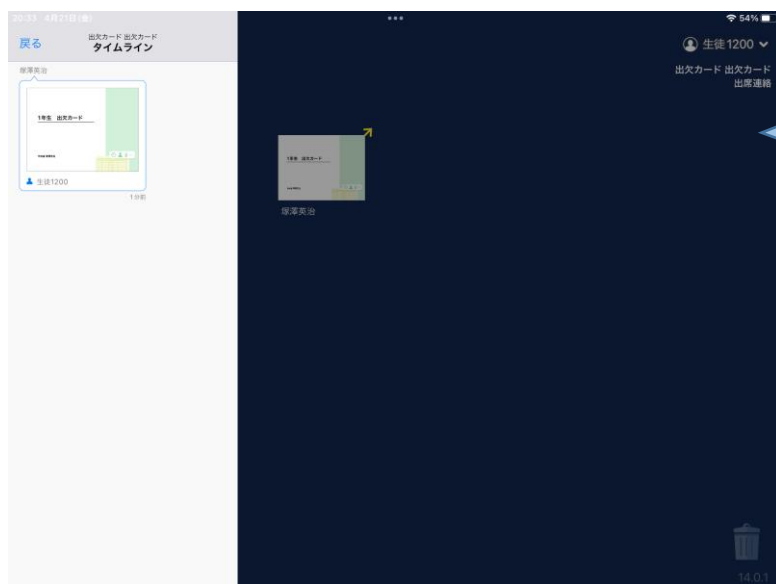 20:33 4月21日(金)
54%
戻る
出欠カード 出欠カード
タイムライン
塚澤英治
1年生 出欠カード
生徒1200
1分前
生徒1200
出欠カード 出欠カード
出席連絡
1年生 出欠カード
塚澤英治
14.0.1